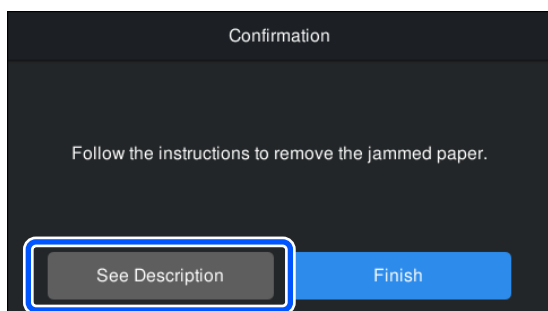 Confirmation
Follow the instructions to remove the jammed paper.
See Description
Finish